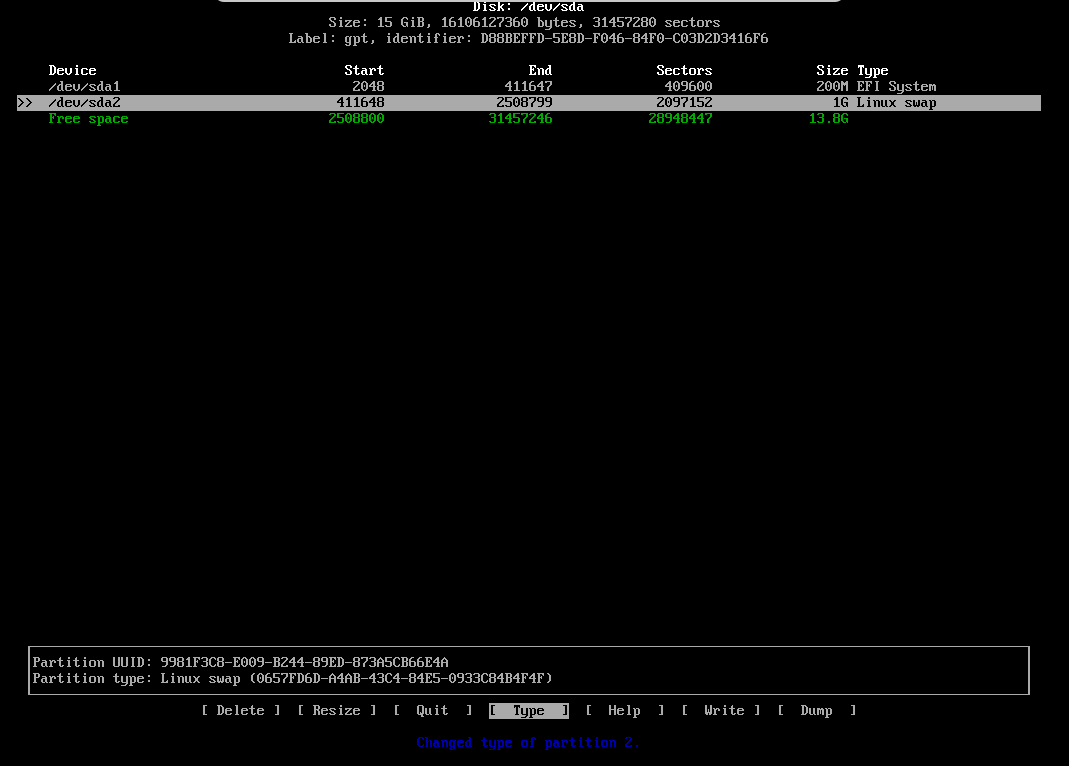 Disk: /dev/sda
Size: 15 GiB, 16106127360 bytes, 31457280 sectors
Label: gpt, identifier: D88BEFFD-5E8D-F046-84F0-C03D2D3416F6
Device Start End Sectors Size Type
/dev/sda1 2048 411647 409600 200M EFI System
>> /dev/sda2 411648 2508799 2097152 1G Linux swap
Free space 2508800 31457246 28948447 13.8G
Partition UUID: 9981F3C8-E009-B244-89ED-873A5CB66E4A
Partition type: Linux swap (0657FD6D-A4AB-43C4-84E5-0933C84B4F4F)
[ Delete ] [ Resize ] [ Quit ] [ Type ] [ Help ] [ Write ] [ Dump ]
Changed type of partition 2.